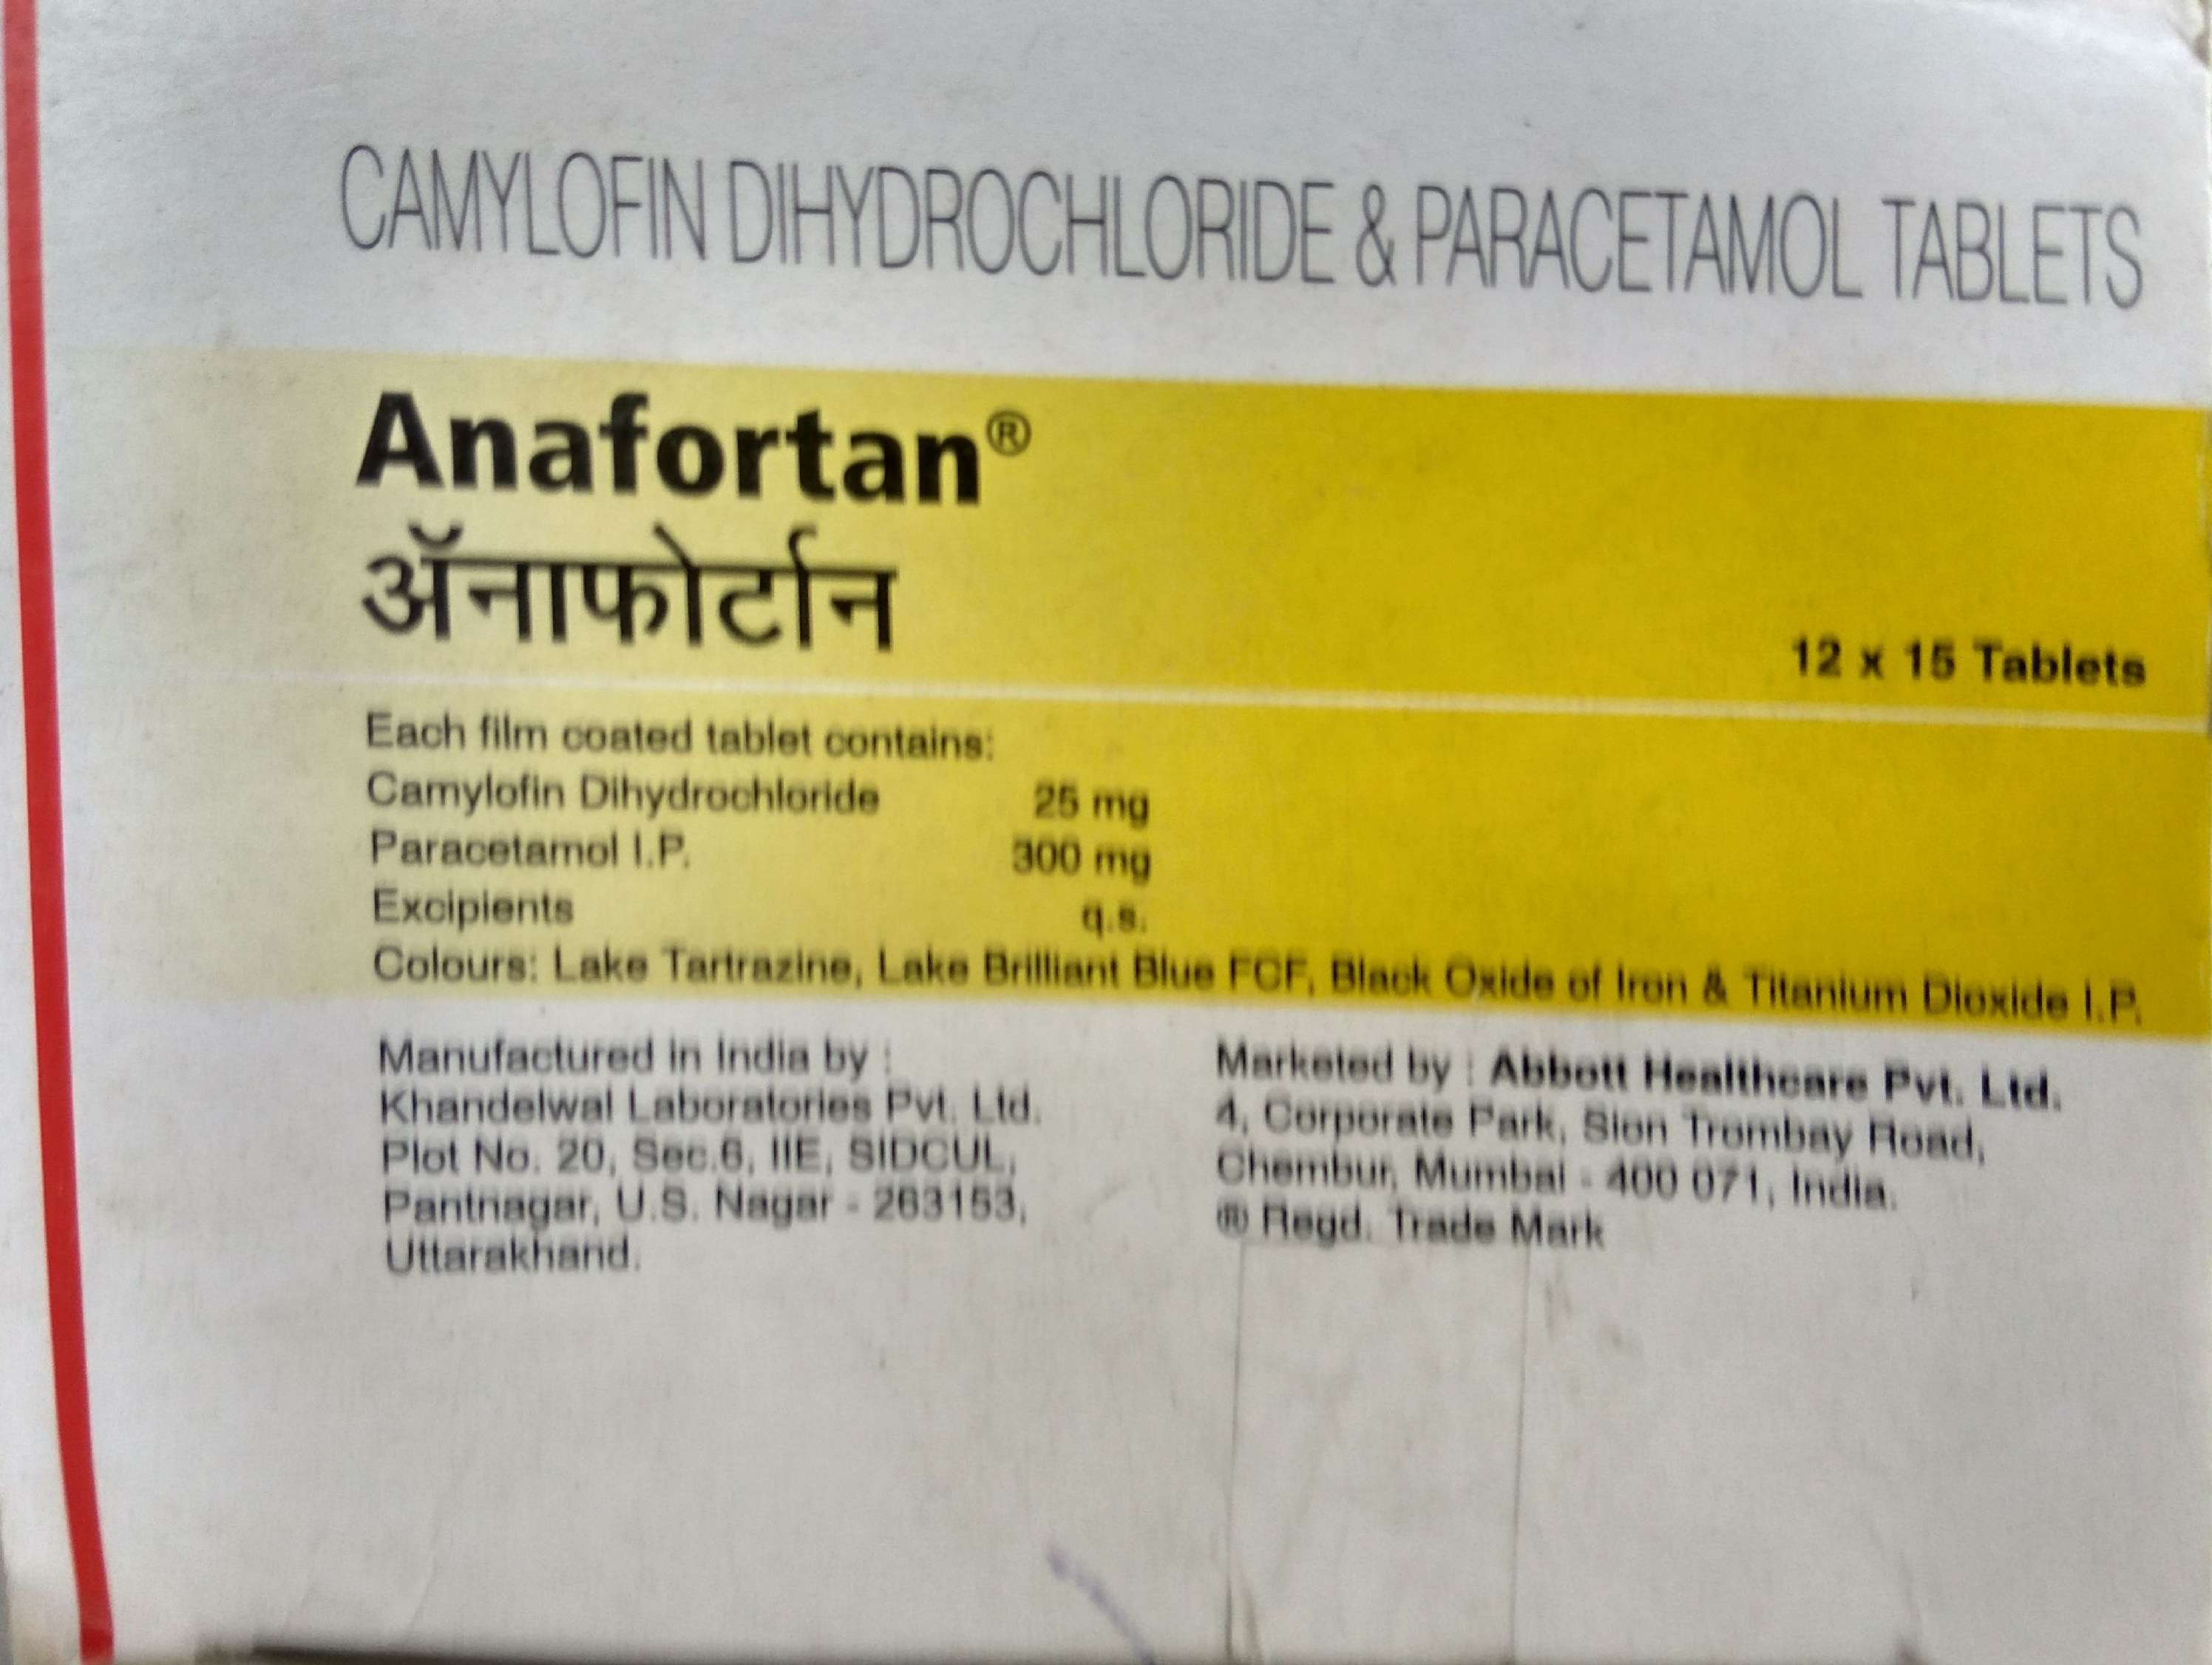 CAMYLOFIN DIHYDROCHLORIDE & PARACETAMOL TABLETS
Anafortan®
ॲनाफोर्टान
12 x 15 Tablets
Each film coated tablet contains:
Camylofin Dihydrochloride 25 mg
Paracetamol I.P. 300 mg
Excipients q.s.
Colours: Lake Tartrazine, Lake Brilliant Blue FCF, Black Oxide of Iron & Titanium Dioxide I.P.
Manufactured in India by :
Khandelwal Laboratories Pvt. Ltd.
Plot No. 20, Sec.6, IIE, SIDCUL,
Pantnagar, U.S. Nagar - 263153,
Uttarakhand.
Marketed by : Abbott Healthcare Pvt. Ltd.
4, Corporate Park, Sion Trombay Road,
Chembur, Mumbai - 400 071, India.
® Regd. Trade Mark